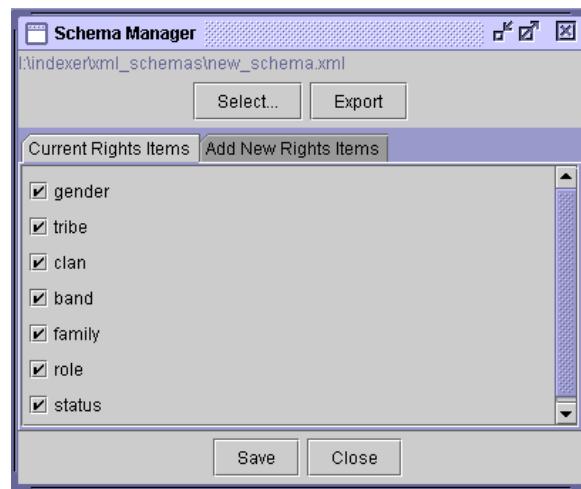 Schema Manager
I:\indexer\xml_schemas\new_schema.xml
Select... Export
Current Rights Items Add New Rights Items
gender
tribe
clan
band
family
role
status
Save Close